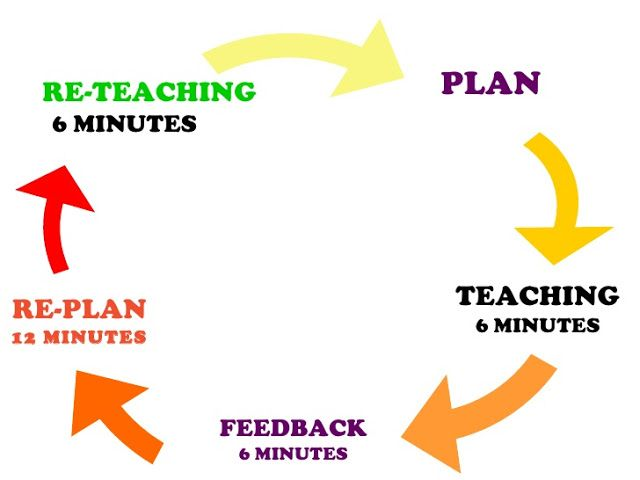 PLAN
TEACHING
6 MINUTES
FEEDBACK
6 MINUTES
RE-PLAN
12 MINUTES
RE-TEACHING
6 MINUTES